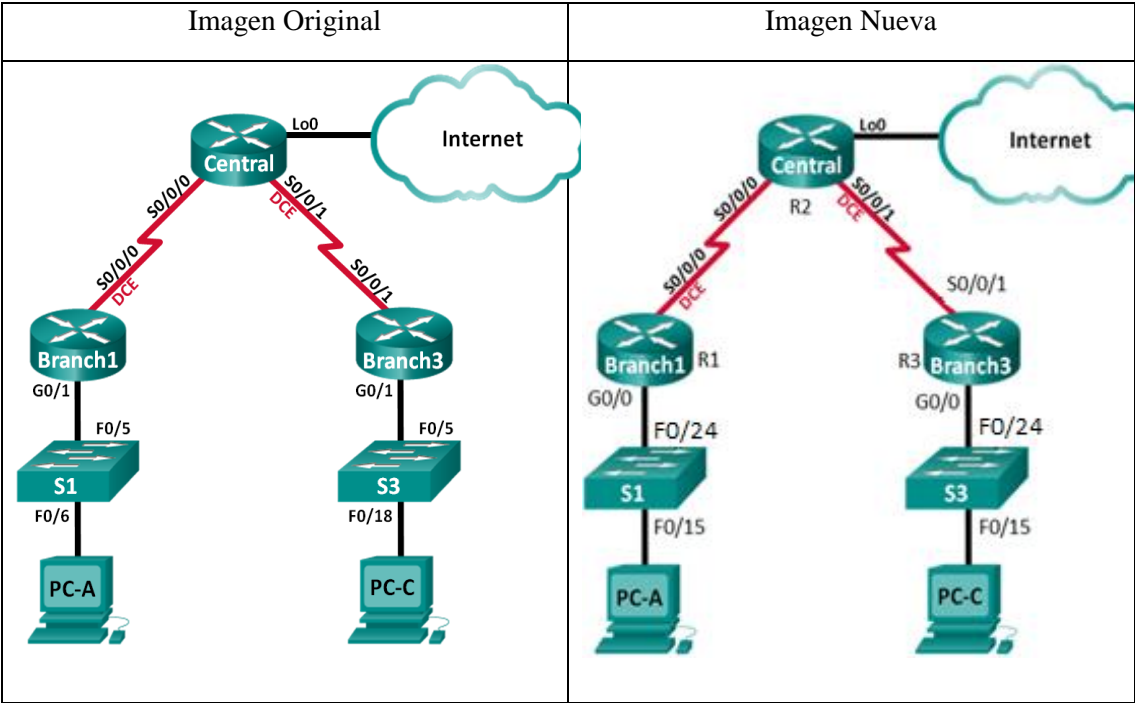 Imagen Original
Lo0
Internet
Central
S0/0/0
S0/0/1
DCE
S0/0/0
DCE
S0/0/1
Branch1
Branch3
G0/1
G0/1
F0/5
F0/5
S1
S3
F0/6
F0/18
PC-A
PC-C
Imagen Nueva
Lo0
Internet
Central
R2
S0/0/0
S0/0/1
DCE
S0/0/0
DCE
S0/0/1
Branch1
R1
R3
Branch3
G0/0
G0/0
F0/24
F0/24
S1
S3
F0/15
F0/15
PC-A
PC-C